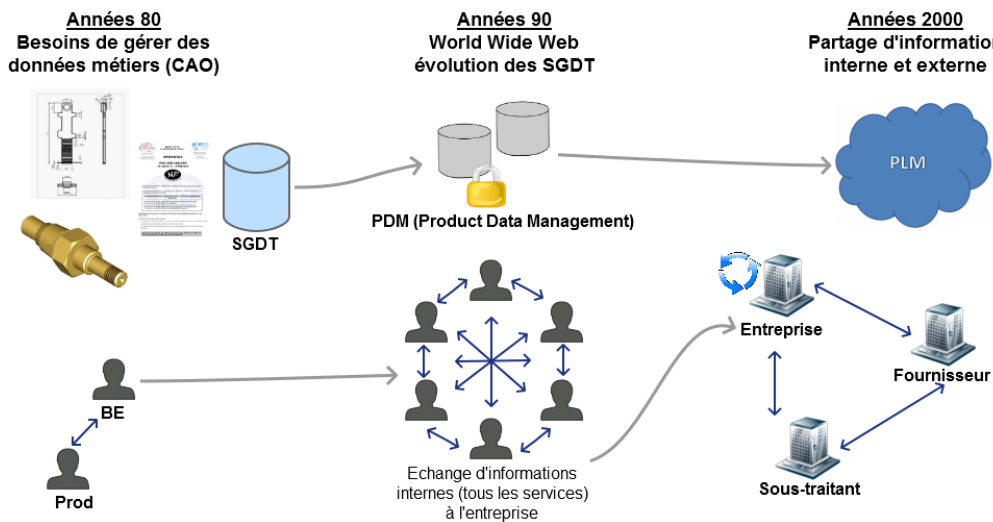 Années 80
Besoins de gérer des
données métiers (CAO)
Années 90
World Wide Web
évolution des SGDT
Années 2000
Partage d'information
interne et externe
NF
SGDT
PDM (Product Data Management)
PLM
BE
Prod
Echange d'informations
internes (tous les services)
à l'entreprise
Entreprise
Fournisseur
Sous-traitant